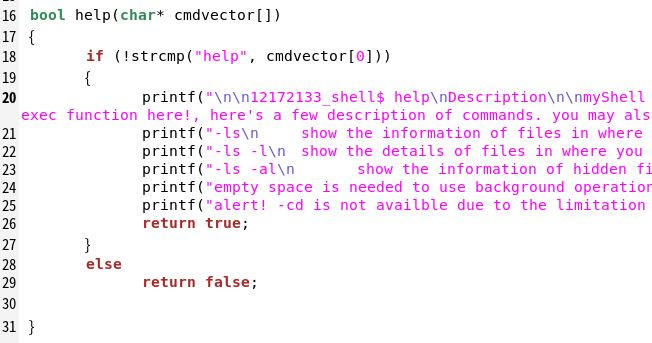 16 bool help(char* cmdvector[])
17 {
18 if (!strcmp("help", cmdvector[0]))
19 {
20 printf("\n\n12172133_shell$ help\nDescription\n\nmyShell
exec function here!, here's a few description of commands. you may als
21 printf("-ls\n show the information of files in where
22 printf("-ls -l\n show the details of files in where you
23 printf("-ls -al\n show the information of hidden fi
24 printf("empty space is needed to use background operation
25 printf("alert! -cd is not availble due to the limitation
26 return true;
27 }
28 else
29 return false;
30
31 }